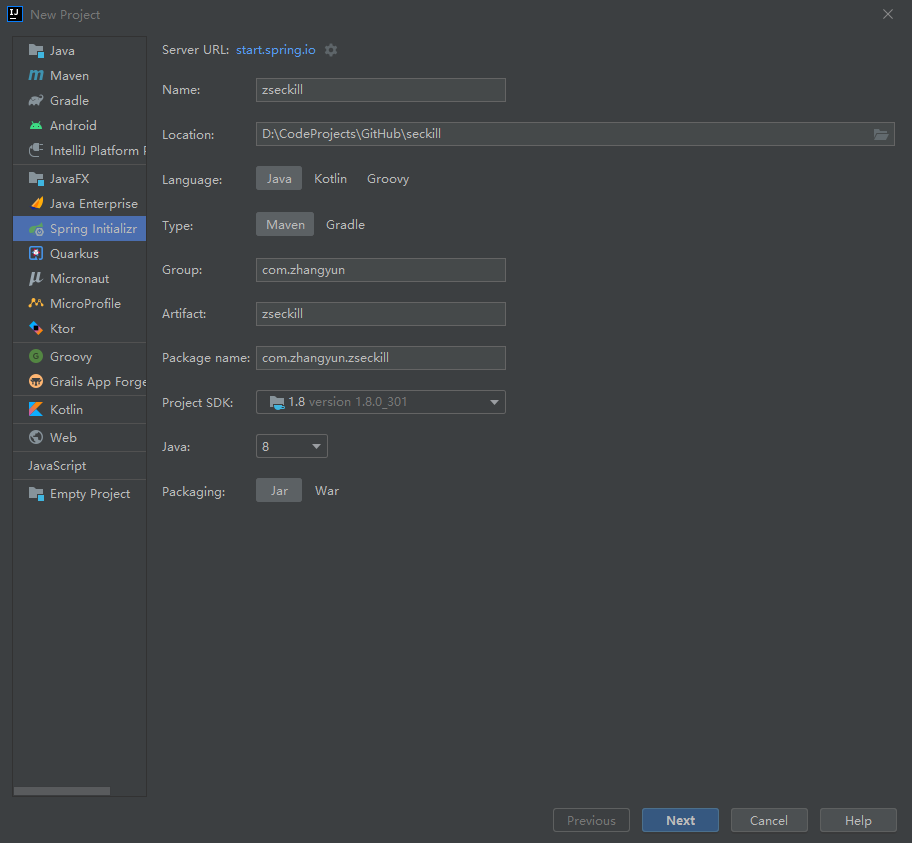 New Project
Java
Maven
Gradle
Android
IntelliJ Platform P
JavaFX
Java Enterprise
Spring Initializr
Quarkus
Micronaut
MicroProfile
Ktor
Groovy
Grails App Forge
Kotlin
Web
JavaScript
Empty Project
Server URL: start.spring.io
Name: zseckill
Location: D:\CodeProjects\GitHub\seckill
Language: Java Kotlin Groovy
Type: Maven Gradle
Group: com.zhangyun
Artifact: zseckill
Package name: com.zhangyun.zseckill
Project SDK: 1.8 version 1.8.0_301
Java: 8
Packaging: Jar War
Previous Next Cancel Help